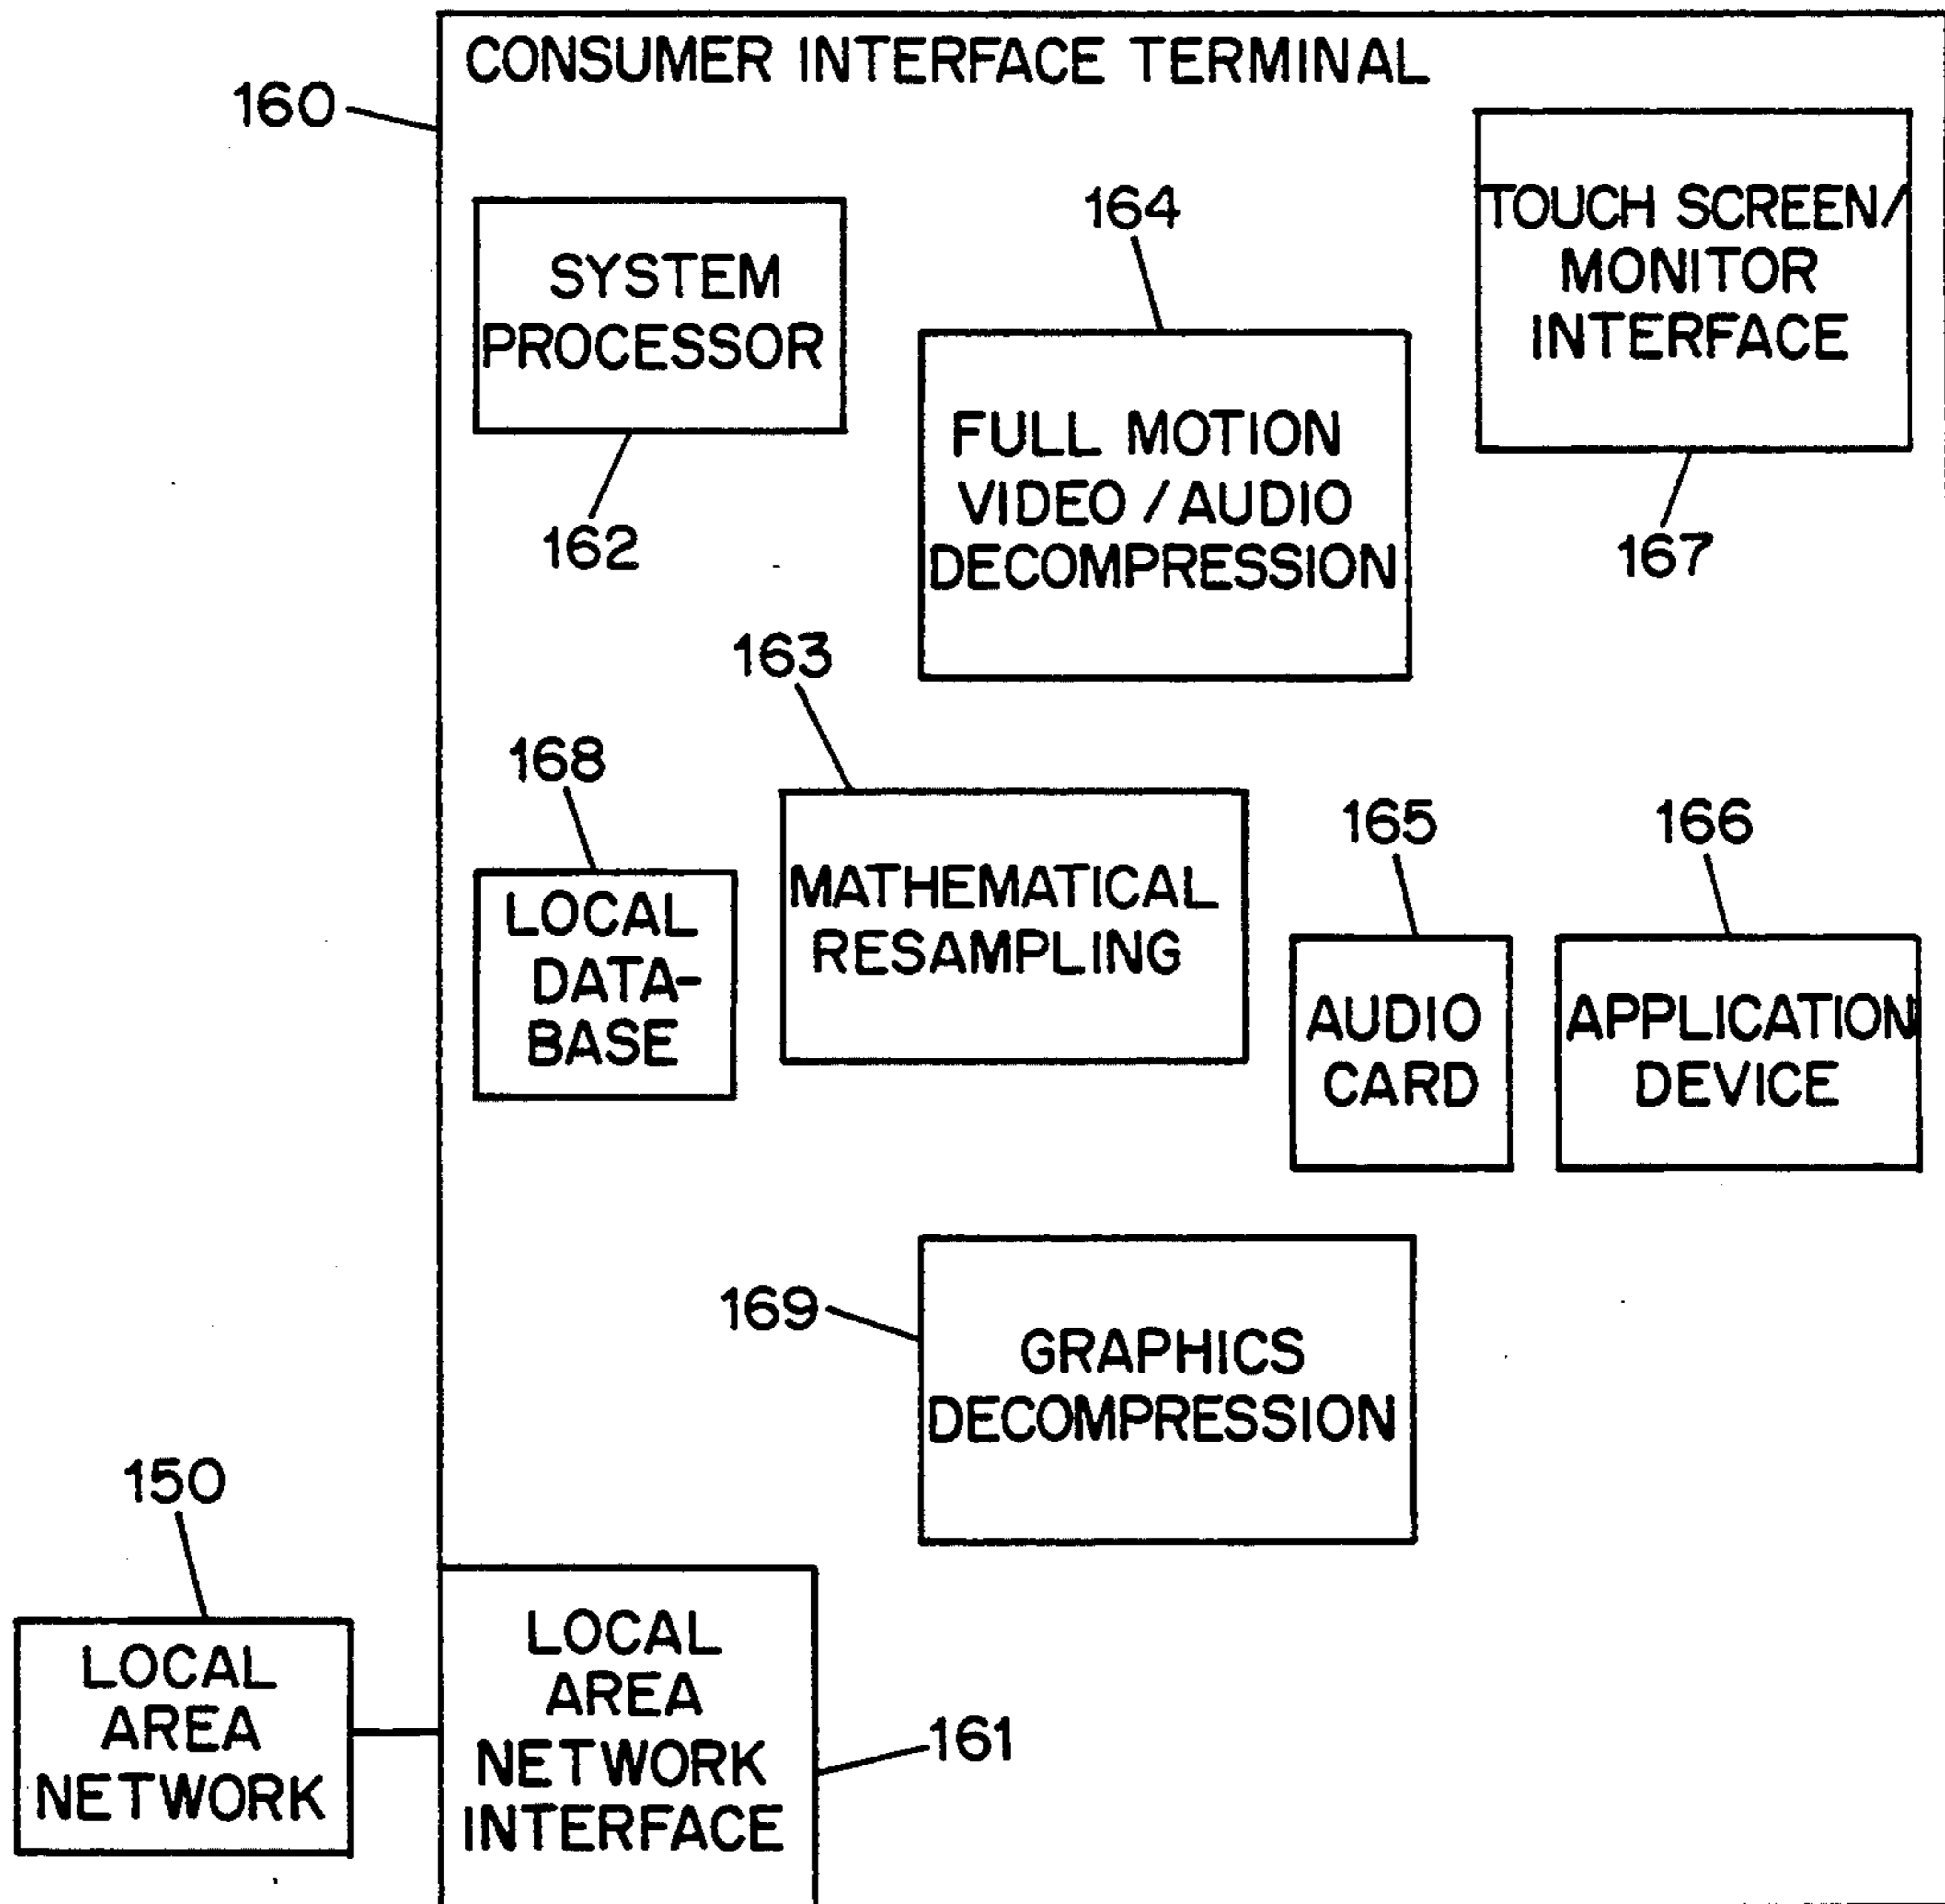 CONSUMER INTERFACE TERMINAL
160
SYSTEM
PROCESSOR
162
164
FULL MOTION
VIDEO / AUDIO
DECOMPRESSION
TOUCH SCREEN/
MONITOR
INTERFACE
167
163
MATHEMATICAL
RESAMPLING
168
LOCAL
DATA-
BASE
165
AUDIO
CARD
166
APPLICATION
DEVICE
169
GRAPHICS
DECOMPRESSION
150
LOCAL
AREA
NETWORK
LOCAL
AREA
NETWORK
INTERFACE
161